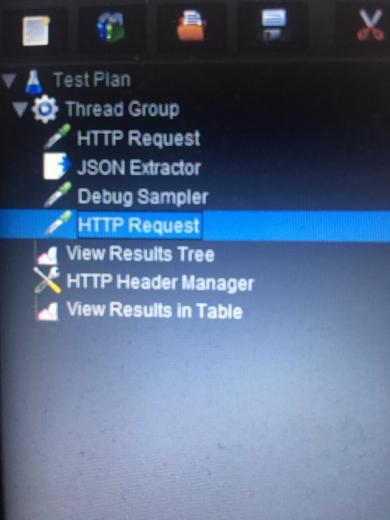 Test Plan
Thread Group
HTTP Request
JSON Extractor
Debug Sampler
HTTP Request
View Results Tree
HTTP Header Manager
View Results in Table